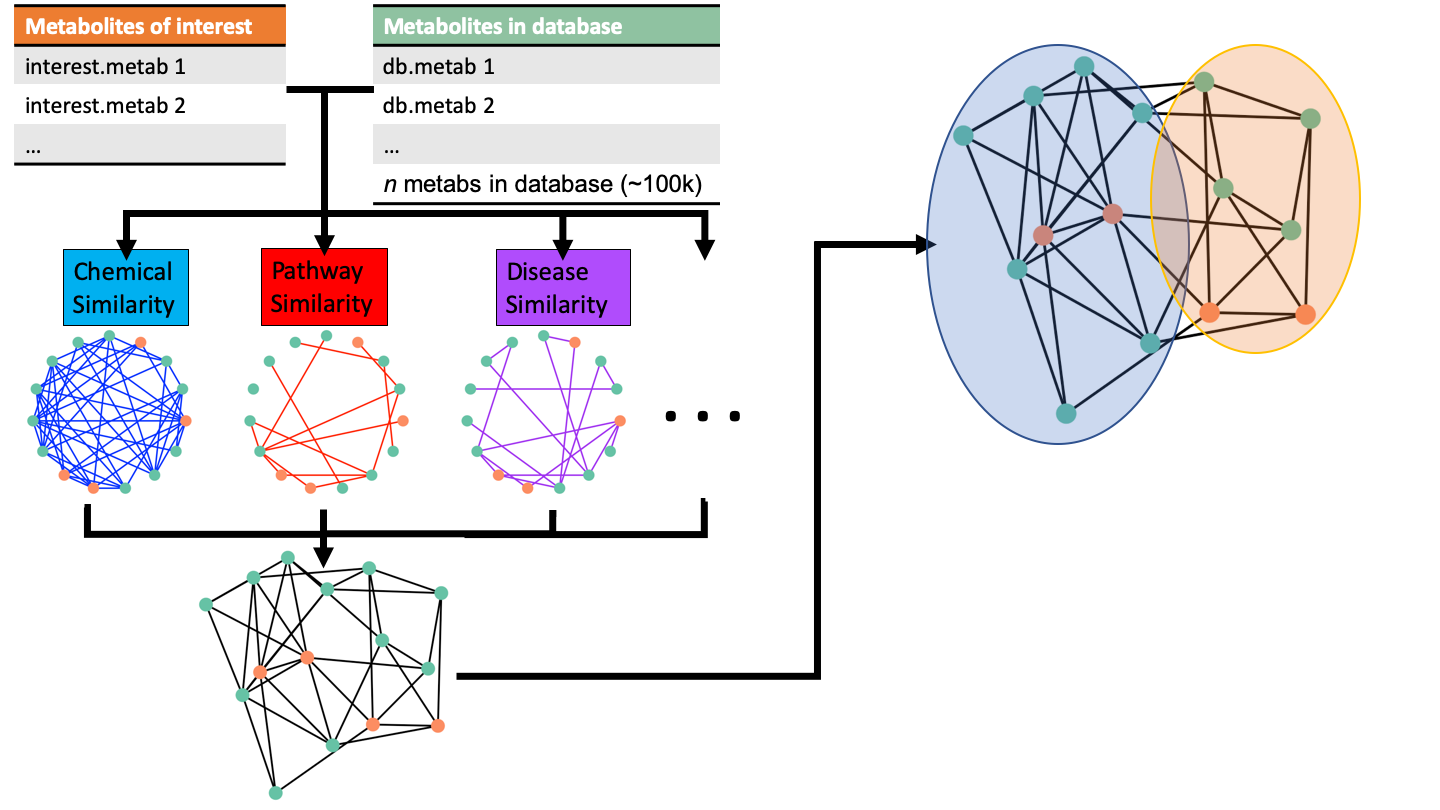 Metabolites of interest
interest.metab 1
interest.metab 2
...
Metabolites in database
db.metab 1
db.metab 2
...
n metabs in database (~100k)
Chemical
Similarity
Pathway
Similarity
Disease
Similarity
...